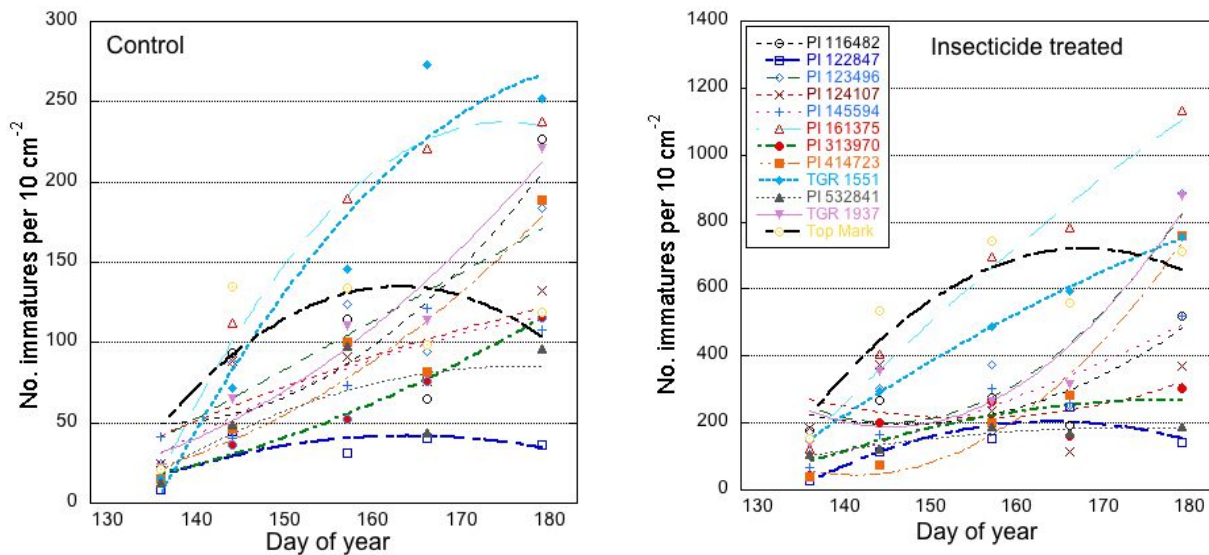 Control
No. immatures per 10 cm⁻²
300
250
200
150
100
50
0
130 140 150 160 170 180
Day of year
Insecticide treated
No. immatures per 10 cm⁻²
1400
1200
1000
800
600
400
200
0
130 140 150 160 170 180
Day of year
PI 116482
PI 122847
PI 123496
PI 124107
PI 145594
PI 161375
PI 313970
PI 414723
TGR 1551
PI 532841
TGR 1937
Top Mark